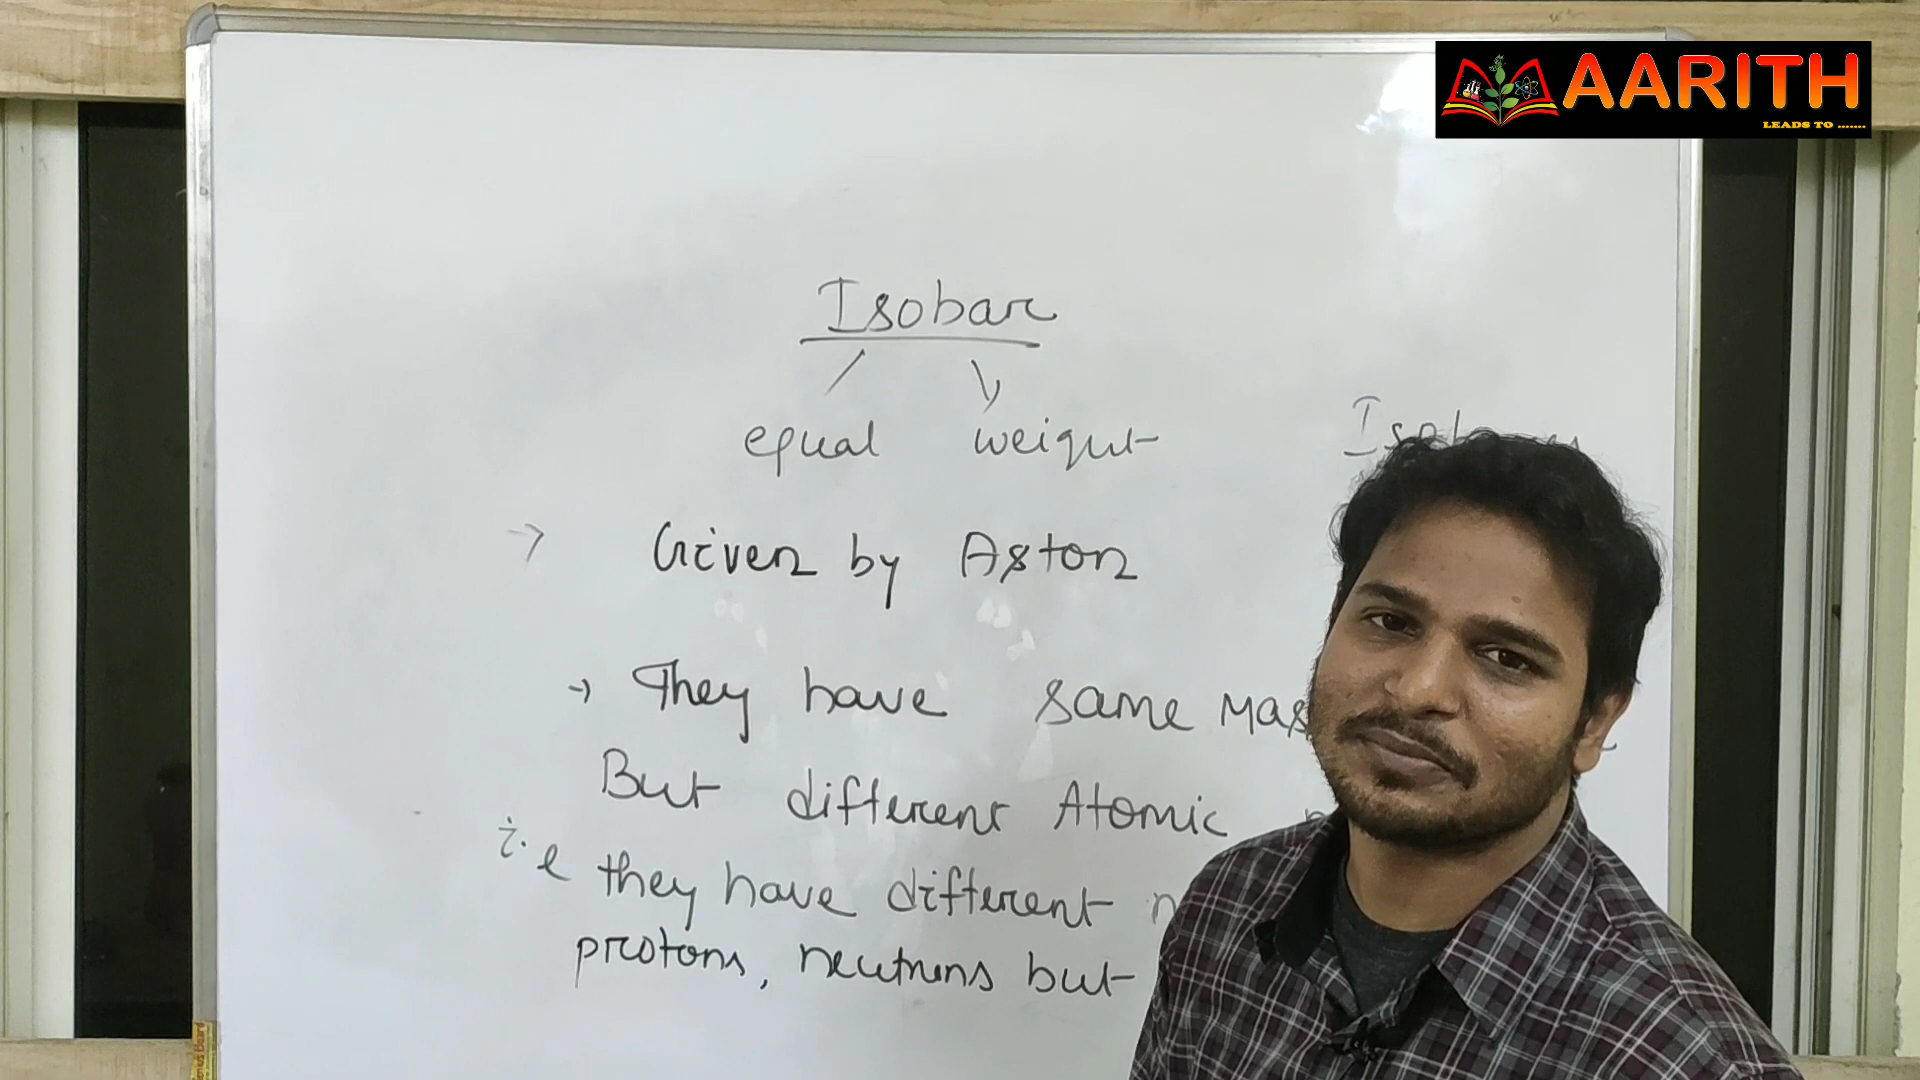 AARITH
LEADS TO .......
Isobar
equal weignt
→ Given by Aston
→ They have same Mas
But different Atomic
i.e they have different n
protons, neutrons but